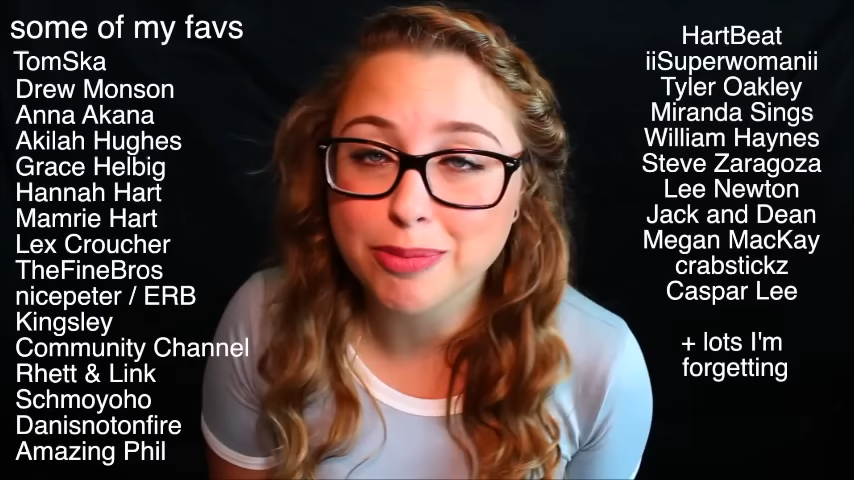 some of my favs
TomSka
Drew Monson
Anna Akana
Akilah Hughes
Grace Helbig
Hannah Hart
Mamrie Hart
Lex Croucher
TheFineBros
nicepeter / ERB
Kingsley
Community Channel
Rhett & Link
Schmoyoho
Danisnotonfire
Amazing Phil
HartBeat
iiSuperwomanii
Tyler Oakley
Miranda Sings
William Haynes
Steve Zaragoza
Lee Newton
Jack and Dean
Megan MacKay
crabstickz
Caspar Lee
+ lots I'm
forgetting